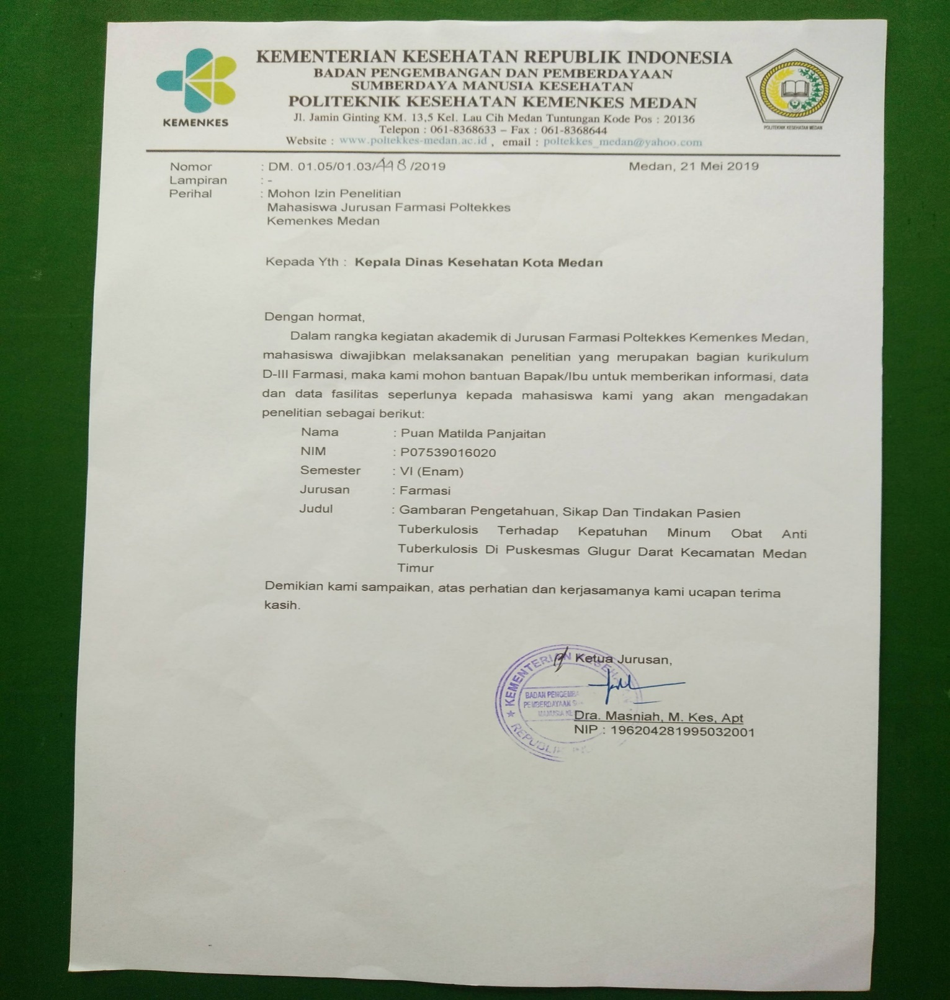 KEMENKES
KEMENTERIAN KESEHATAN REPUBLIK INDONESIA
BADAN PENGEMBANGAN DAN PEMBERDAYAAN
SUMBERDAYA MANUSIA KESEHATAN
POLITEKNIK KESEHATAN KEMENKES MEDAN
Jl. Jamin Ginting KM. 13,5 Kel. Lau Cih Medan Tuntungan Kode Pos : 20136
Telepon : 061-8368633 – Fax : 061-8368644
Website : www.poltekkes-medan.ac.id , email : poltekkes_medan@yahoo.com
POLITEKNIK KESEHATAN MEDAN
Nomor : DM. 01.05/01.03/448/2019 Medan, 21 Mei 2019
Lampiran : -
Perihal : Mohon Izin Penelitian
Mahasiswa Jurusan Farmasi Poltekkes
Kemenkes Medan
Kepada Yth : Kepala Dinas Kesehatan Kota Medan
Dengan hormat,
Dalam rangka kegiatan akademik di Jurusan Farmasi Poltekkes Kemenkes Medan,
mahasiswa diwajibkan melaksanakan penelitian yang merupakan bagian kurikulum
D-III Farmasi, maka kami mohon bantuan Bapak/Ibu untuk memberikan informasi, data
dan data fasilitas seperlunya kepada mahasiswa kami yang akan mengadakan
penelitian sebagai berikut:
Nama : Puan Matilda Panjaitan
NIM : P07539016020
Semester : VI (Enam)
Jurusan : Farmasi
Judul : Gambaran Pengetahuan, Sikap Dan Tindakan Pasien
Tuberkulosis Terhadap Kepatuhan Minum Obat Anti
Tuberkulosis Di Puskesmas Glugur Darat Kecamatan Medan
Timur
Demikian kami sampaikan, atas perhatian dan kerjasamanya kami ucapan terima
kasih.
Ketua Jurusan,
KEMENTERIAN
BADAN
PEMBERDAYAAN
MANUSIA
REPUBLIK
Dra. Masniah, M. Kes, Apt
NIP : 196204281995032001